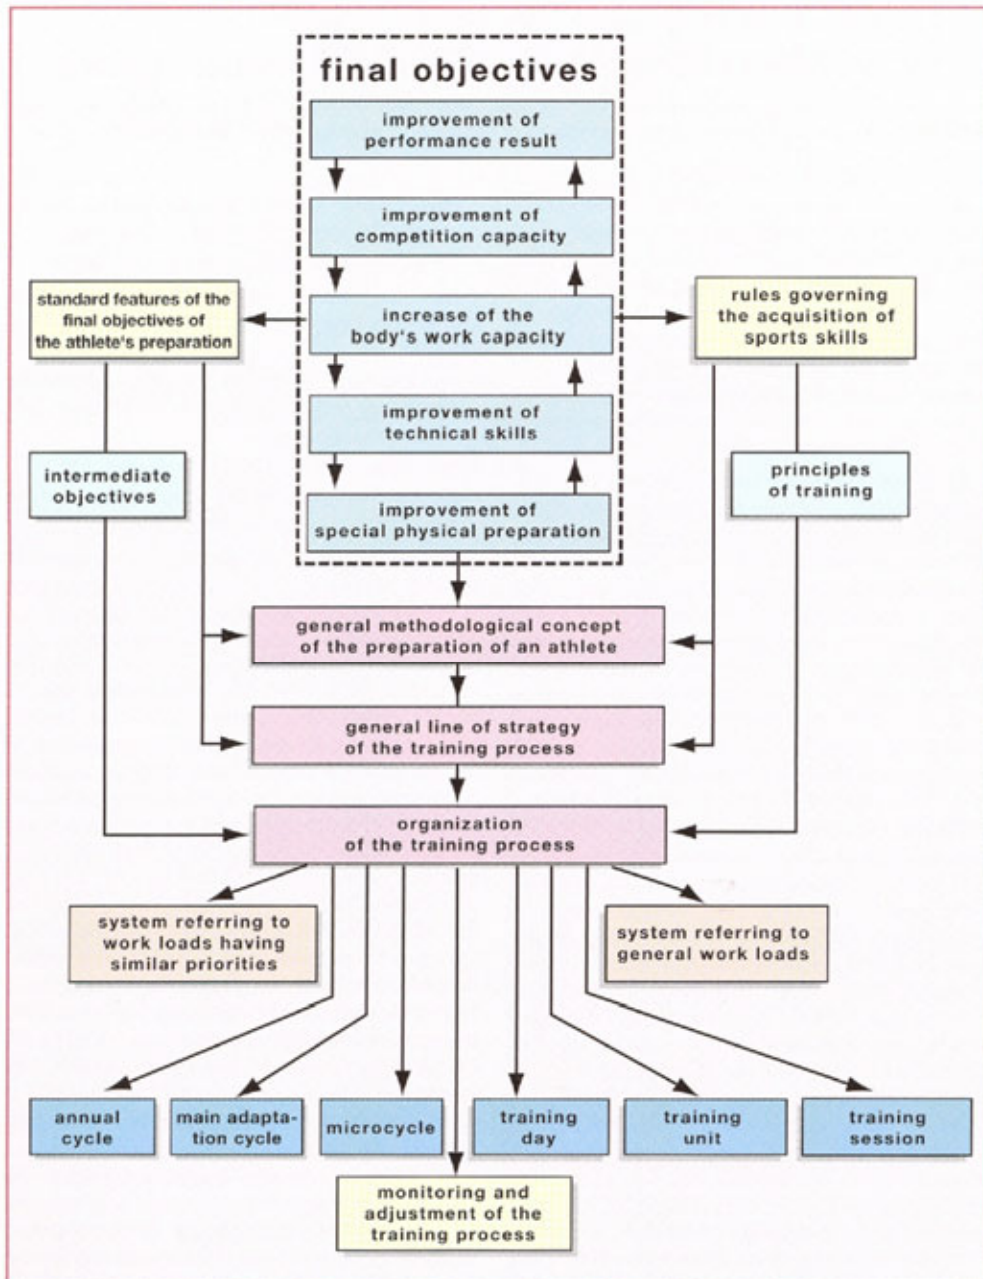 final objectives
improvement of
performance result
improvement of
competition capacity
standard features of the
final objectives of
the athlete's preparation
increase of the
body's work capacity
rules governing
the acquisition of
sports skills
improvement of
technical skills
intermediate
objectives
principles
of training
improvement of
special physical preparation
general methodological concept
of the preparation of an athlete
general line of strategy
of the training process
organization
of the training process
system referring to
work loads having
similar priorities
system referring to
general work loads
annual
cycle
main adapta-
tion cycle
microcycle
training
day
training
unit
training
session
monitoring and
adjustment of the
training process